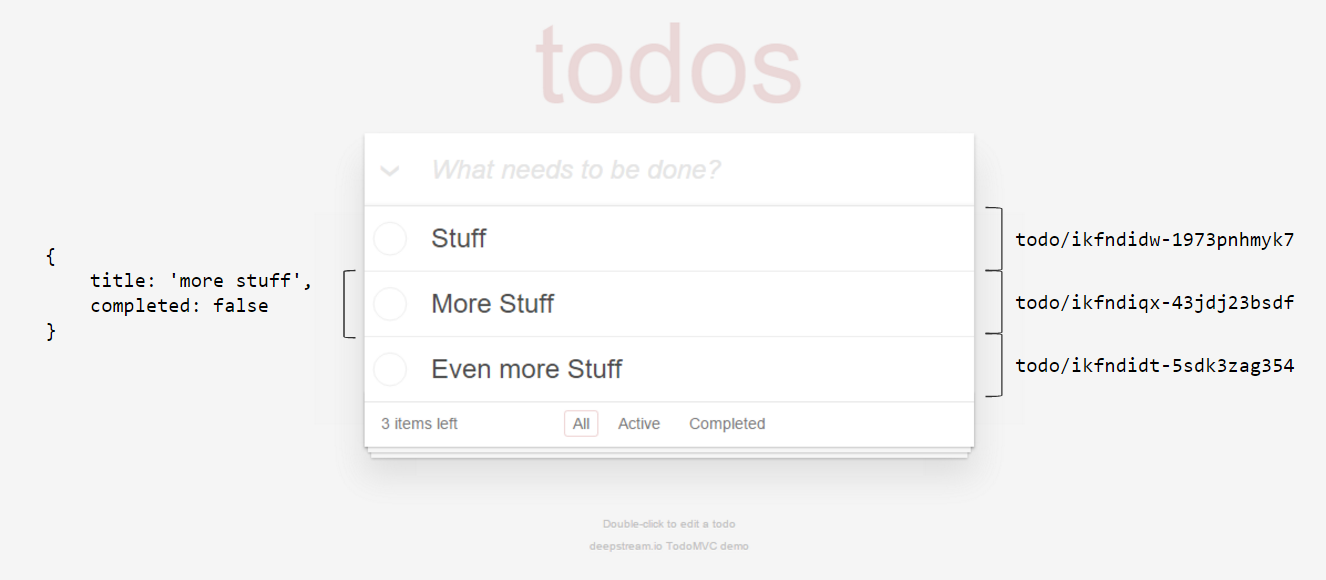 todos
What needs to be done?
Stuff
todo/ikfndidw-1973pnhmyk7
{
title: 'more stuff',
completed: false
}
More Stuff
todo/ikfndiqx-43jdj23bsdf
Even more Stuff
todo/ikfndidt-5sdk3zag354
3 items left All Active Completed
Double-click to edit a todo
deepstream.io TodoMVC demo